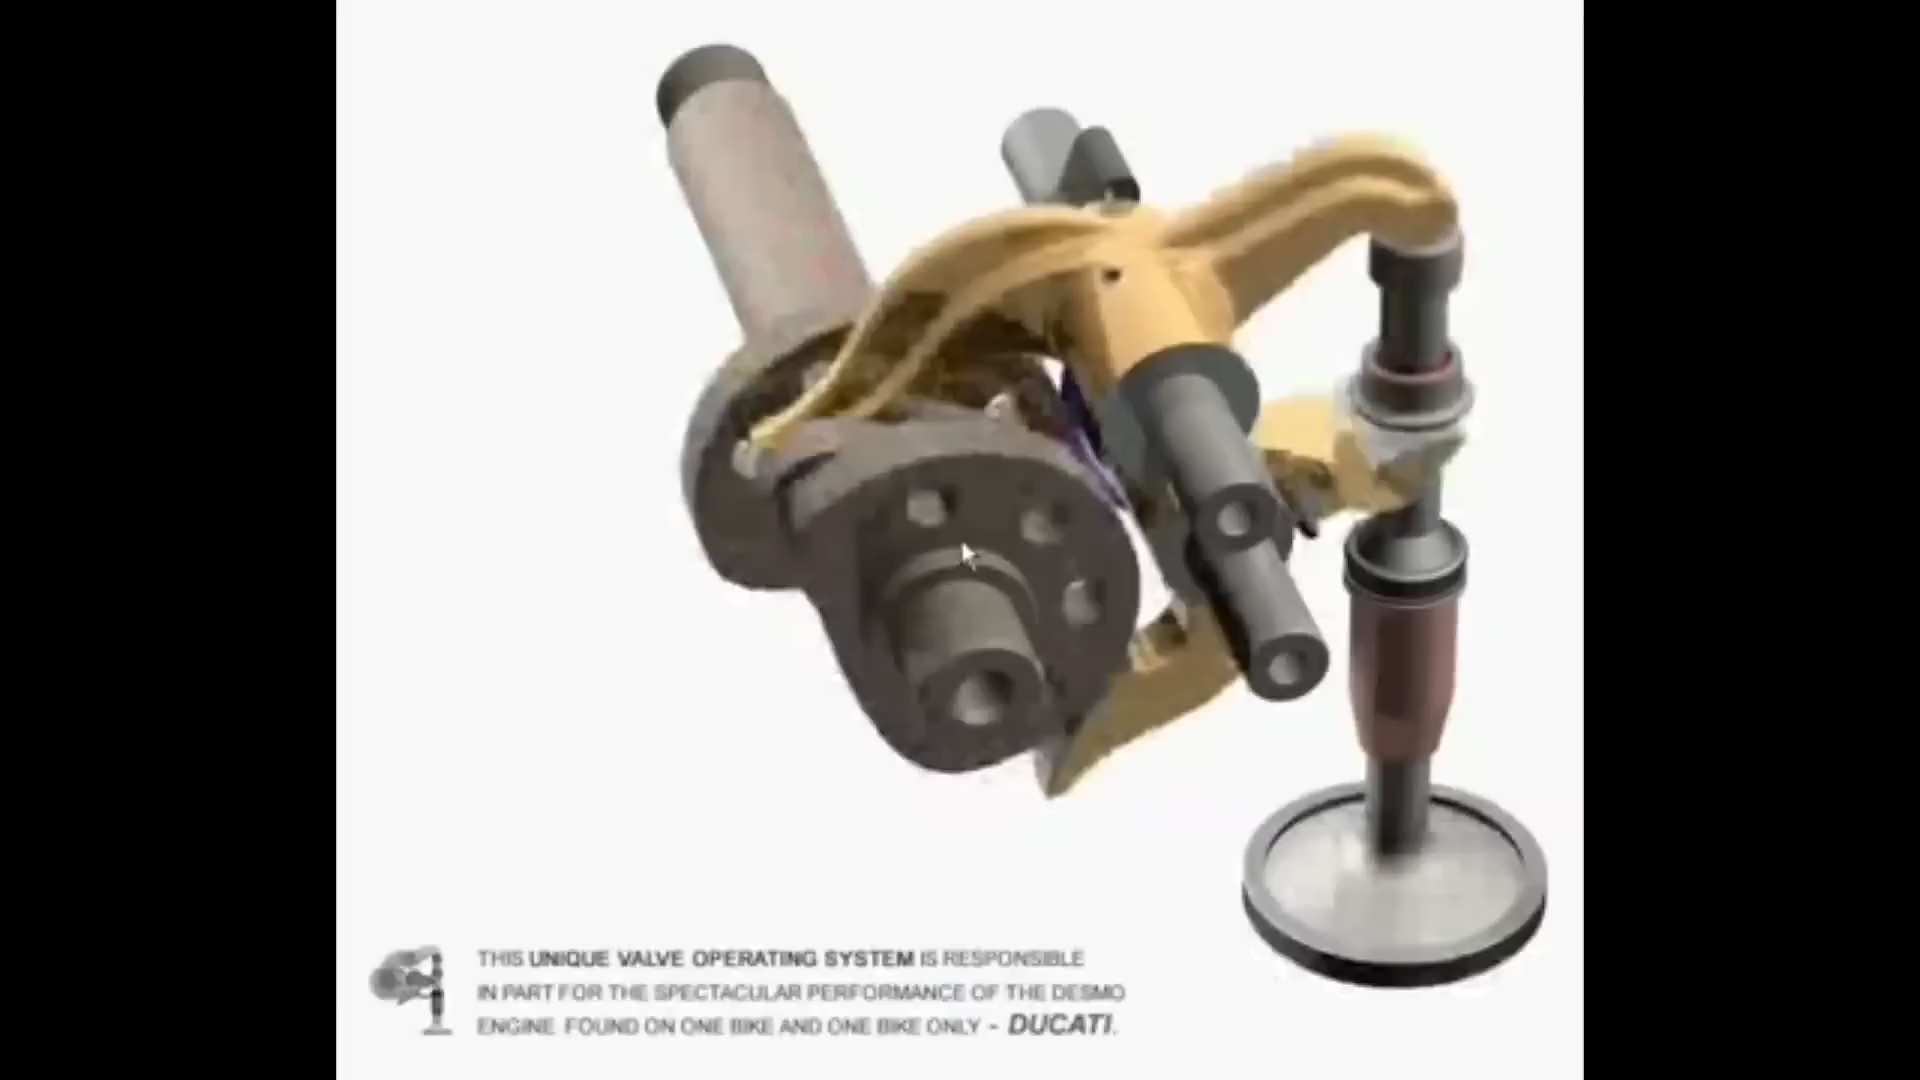 THIS UNIQUE VALVE OPERATING SYSTEM IS RESPONSIBLE
IN PART FOR THE SPECTACULAR PERFORMANCE OF THE DESMO
ENGINE FOUND ON ONE BIKE AND ONE BIKE ONLY - DUCATI.